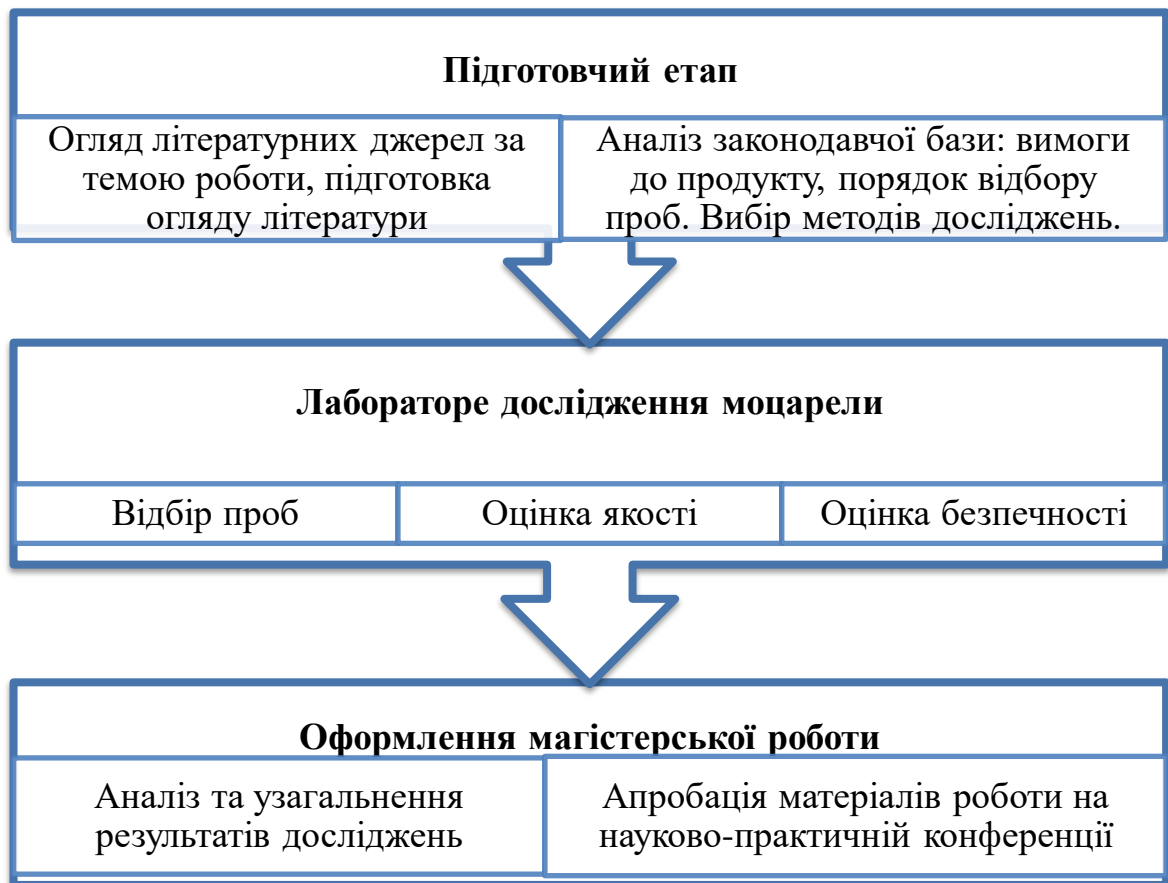 Підготовчий етап
Огляд літературних джерел за
темою роботи, підготовка
огляду літератури
Аналіз законодавчої бази: вимоги
до продукту, порядок відбору
проб. Вибір методів досліджень.
Лабораторе дослідження моцарели
Відбір проб
Оцінка якості
Оцінка безпечності
Оформлення магістерської роботи
Аналіз та узагальнення
результатів досліджень
Апробація матеріалів роботи на
науково-практичній конференції